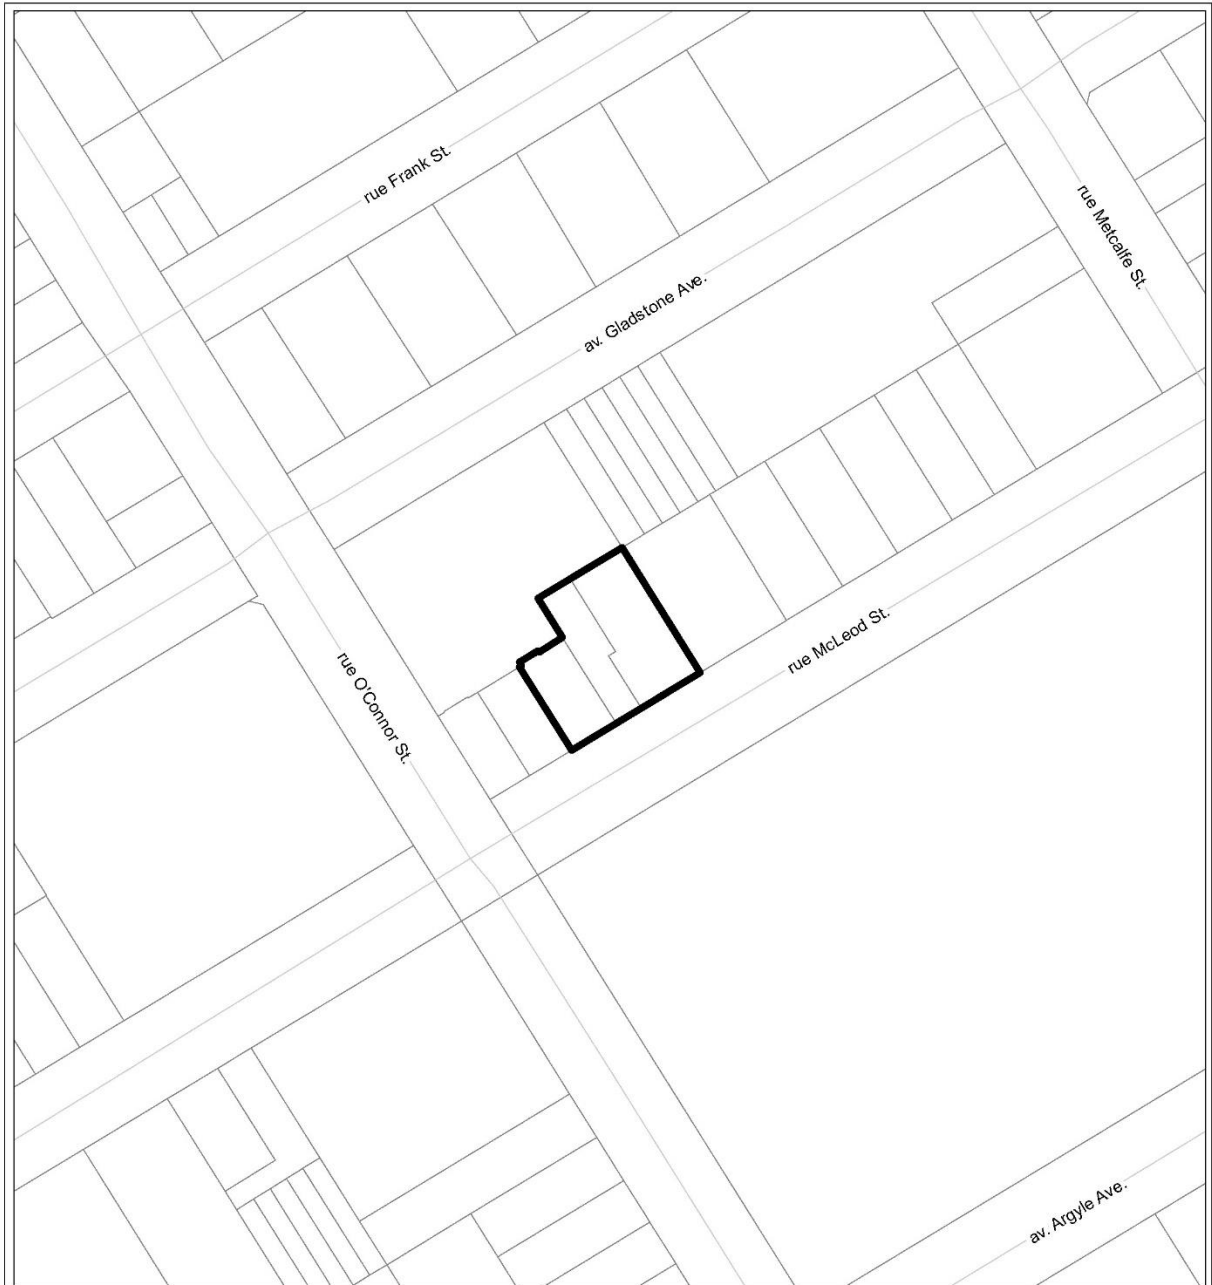 rue Frank St.
rue Metcalfe St.
av. Gladstone Ave.
rue McLeod St.
rue O'Connor St.
av. Argyle Ave.